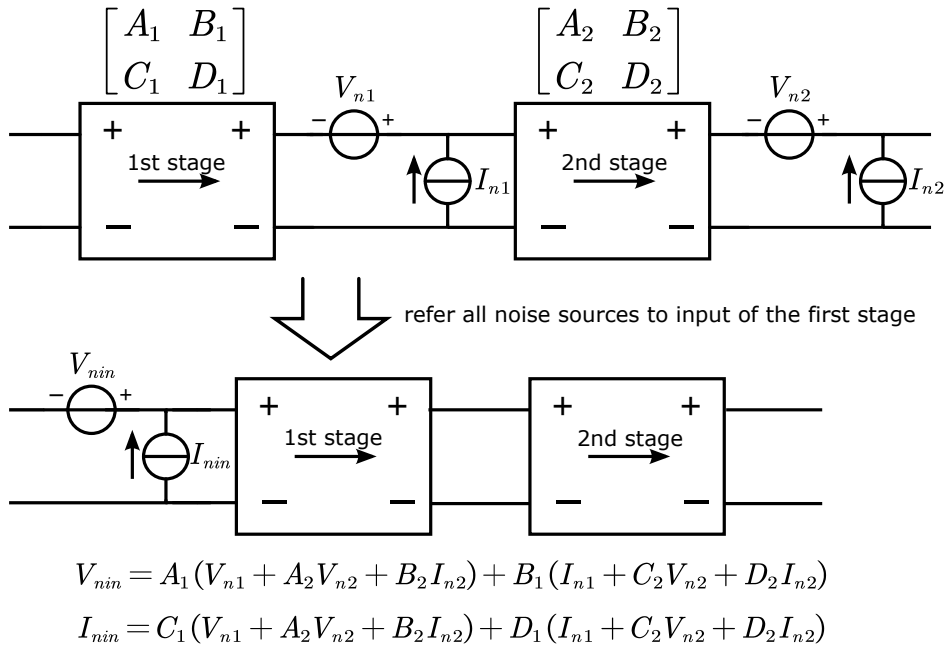 [A₁ B₁
C₁ D₁]
[A₂ B₂
C₂ D₂]
Vₙ₁
Vₙ₂
− +
− +
+ +
+ +
1st stage
Iₙ₁
2nd stage
Iₙ₂
− −
− −
refer all noise sources to input of the first stage
Vₙᵢₙ
− +
+ +
+ +
Iₙᵢₙ
1st stage
2nd stage
− −
− −
Vₙᵢₙ = A₁(Vₙ₁ + A₂Vₙ₂ + B₂Iₙ₂) + B₁(Iₙ₁ + C₂Vₙ₂ + D₂Iₙ₂)
Iₙᵢₙ = C₁(Vₙ₁ + A₂Vₙ₂ + B₂Iₙ₂) + D₁(Iₙ₁ + C₂Vₙ₂ + D₂Iₙ₂)